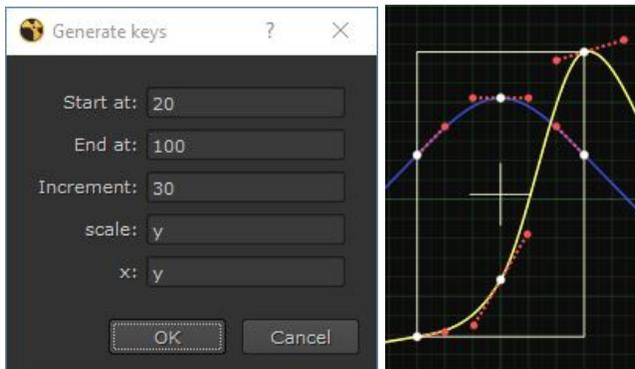 Generate keys ?
Start at: 20
End at: 100
Increment: 30
scale: y
x: y
OK Cancel